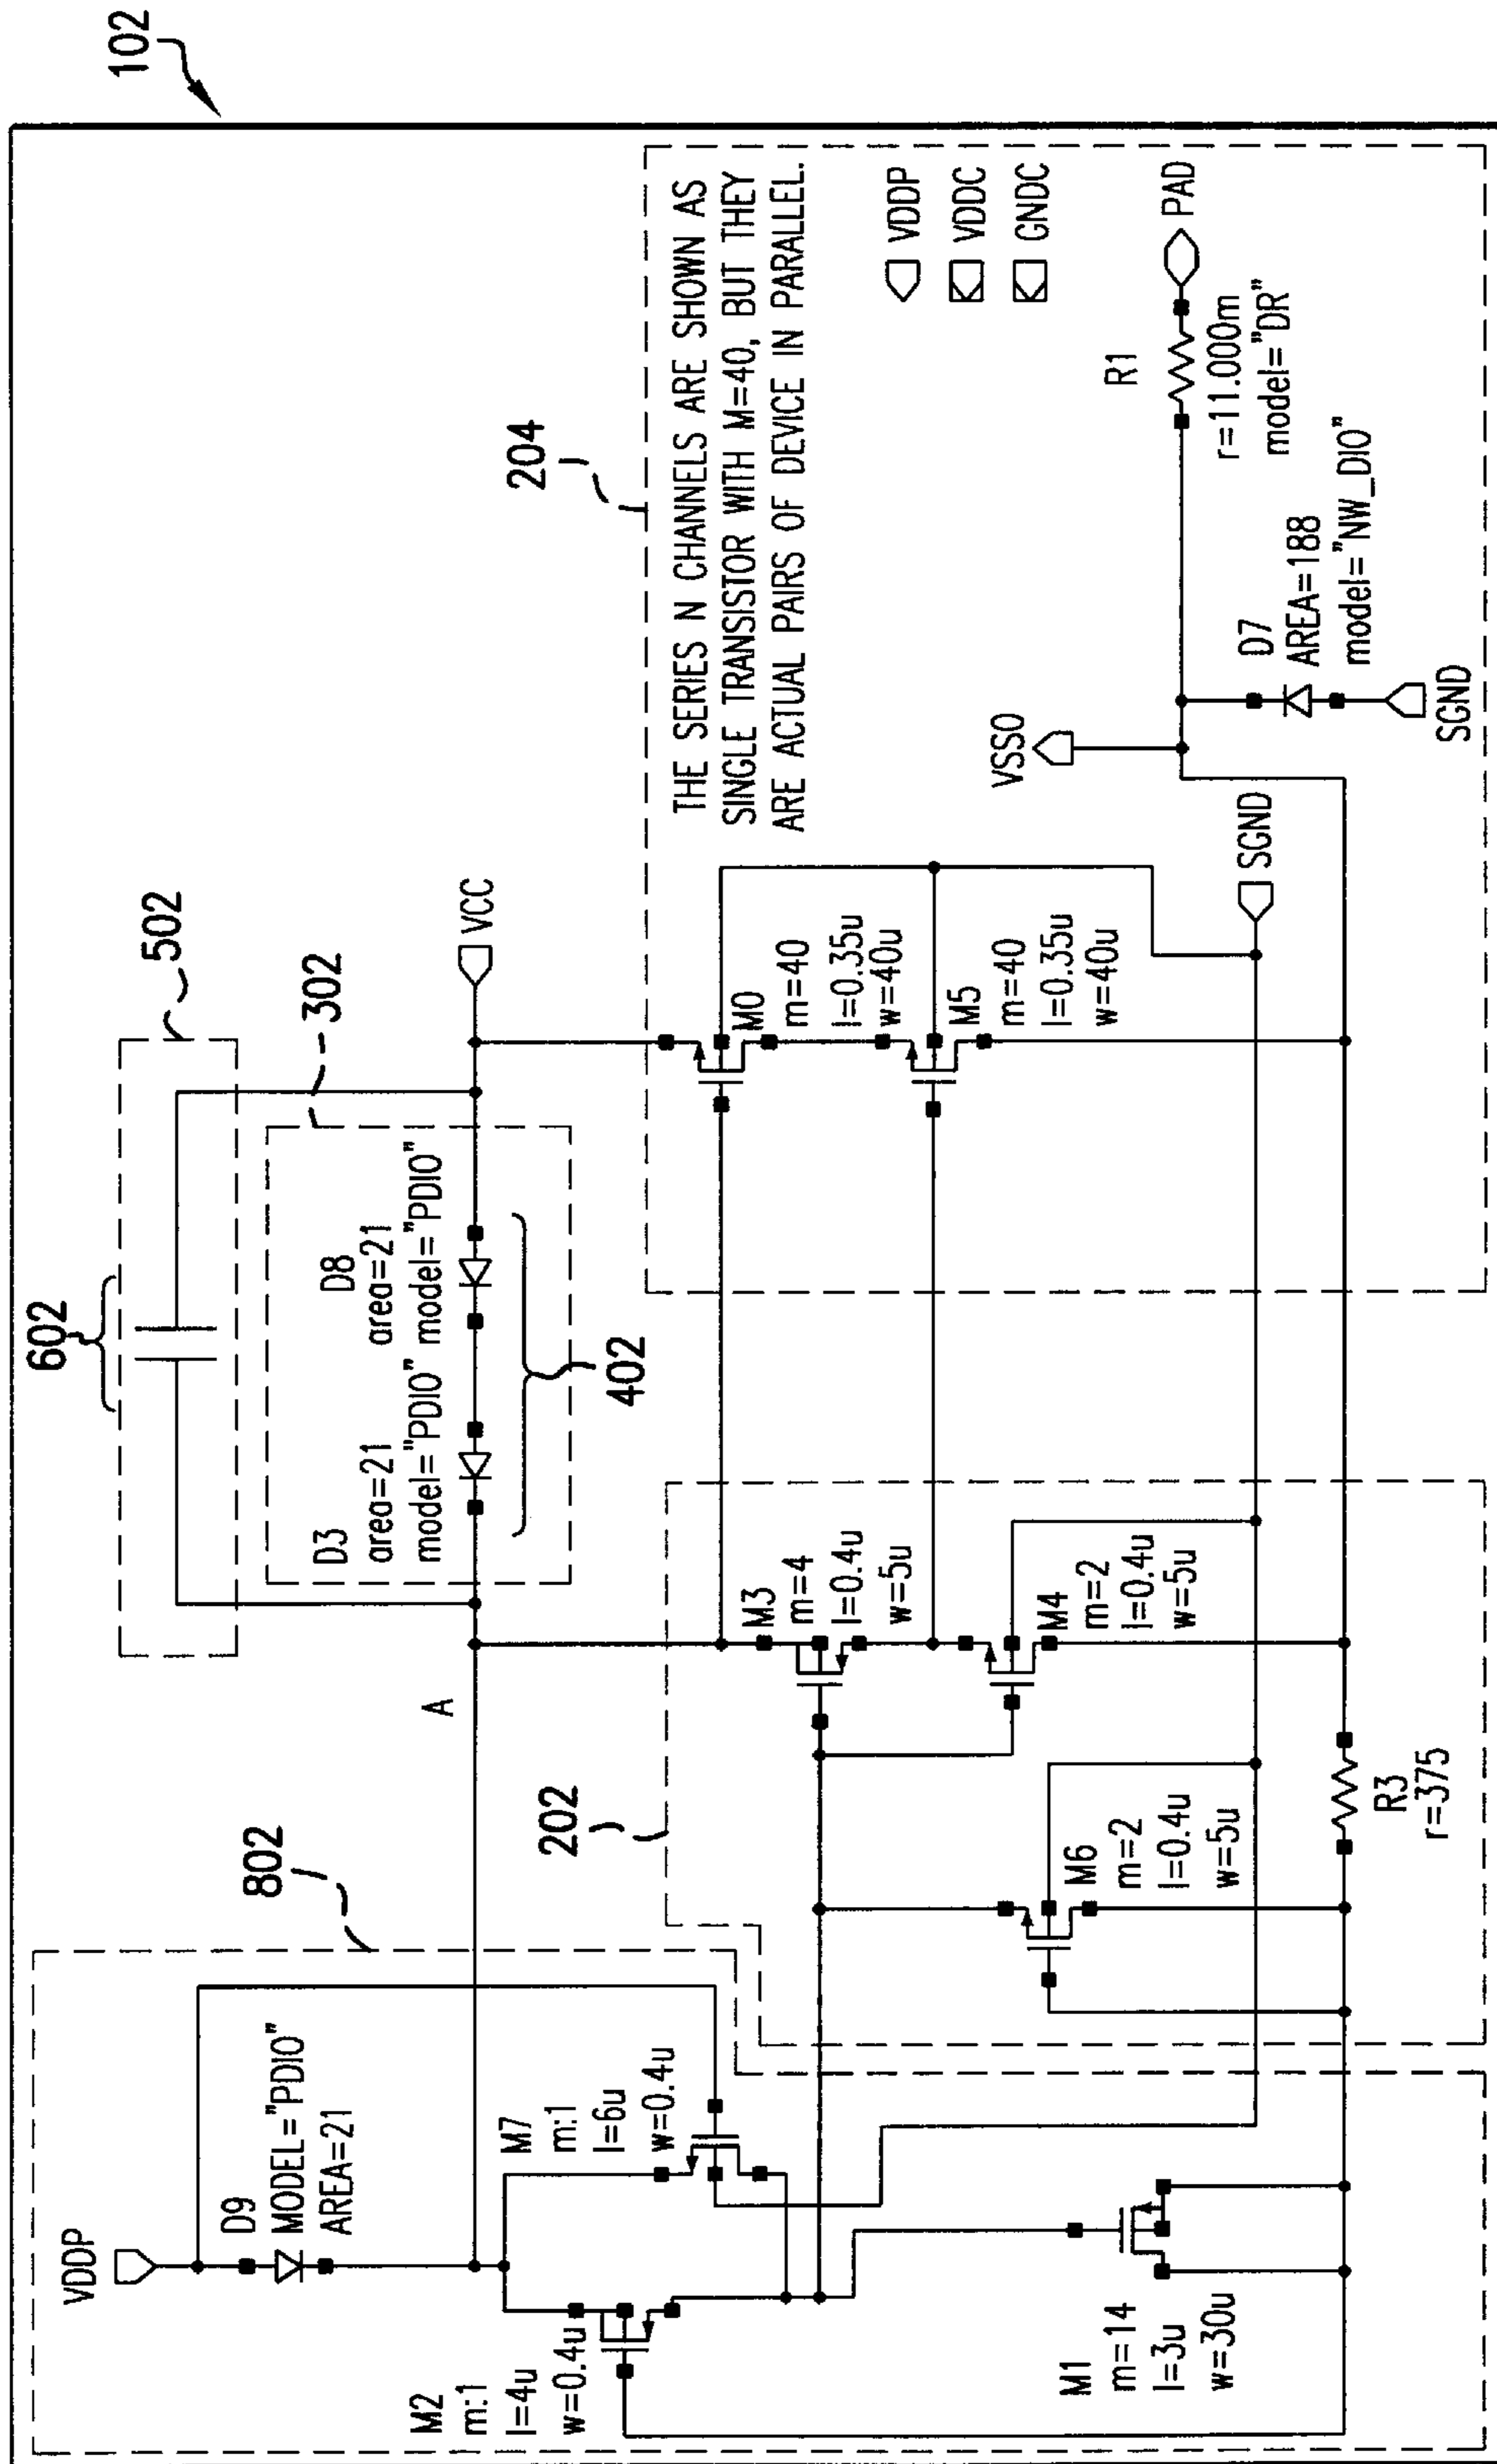 102
802
VDDP
D9
MODEL="PDIO"
AREA=21
M2
m:1
l=4u
w=0.4u
M7
m:1
l=6u
w=0.4u
M1
m=14
l=3u
w=30u
A
602
502
302
D3
area=21
model="PDIO"
D8
area=21
model="PDIO"
402
VCC
202
M3
m=4
l=0.4u
w=5u
M4
m=2
l=0.4u
w=5u
M6
m=2
l=0.4u
w=5u
R3
r=375
204
THE SERIES N CHANNELS ARE SHOWN AS
SINGLE TRANSISTOR WITH M=40, BUT THEY
ARE ACTUAL PAIRS OF DEVICE IN PARALLEL.
M0
m=40
l=0.35u
w=40u
M5
m=40
l=0.35u
w=40u
VDDP
VDDC
GNDC
VSSO
SGND
R1
r=11.000m
model="DR"
PAD
D7
AREA=188
model="NW_DIO"
SGND